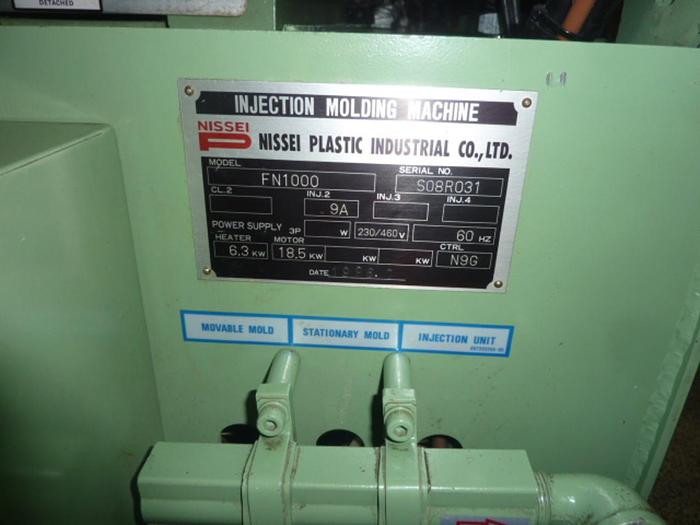 DETACHED
INJECTION MOLDING MACHINE
NISSEI
NISSEI PLASTIC INDUSTRIAL CO.,LTD.
MODEL FN1000 SERIAL NO. S08R031
CL.2 INJ.2 9A INJ.3 INJ.4
POWER SUPPLY 3P W 230/460V 60 HZ
HEATER 6.3 KW MOTOR 18.5 KW KW KW CTRL N9G
DATE
MOVABLE MOLD STATIONARY MOLD INJECTION UNIT